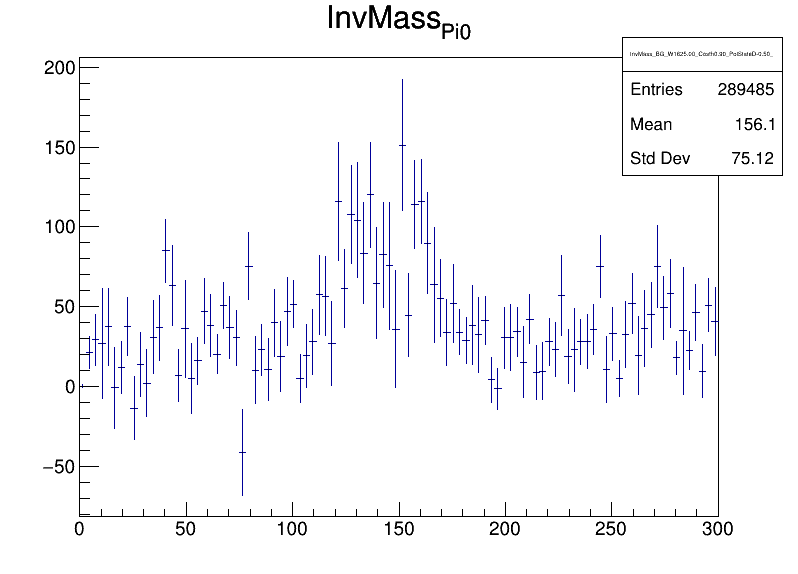 InvMass_Pi0
InvMass_BG_W1625.00_Costh0.90_PolStateD-0.50_
Entries 289485
Mean 156.1
Std Dev 75.12
200
150
100
50
0
−50
0 50 100 150 200 250 300